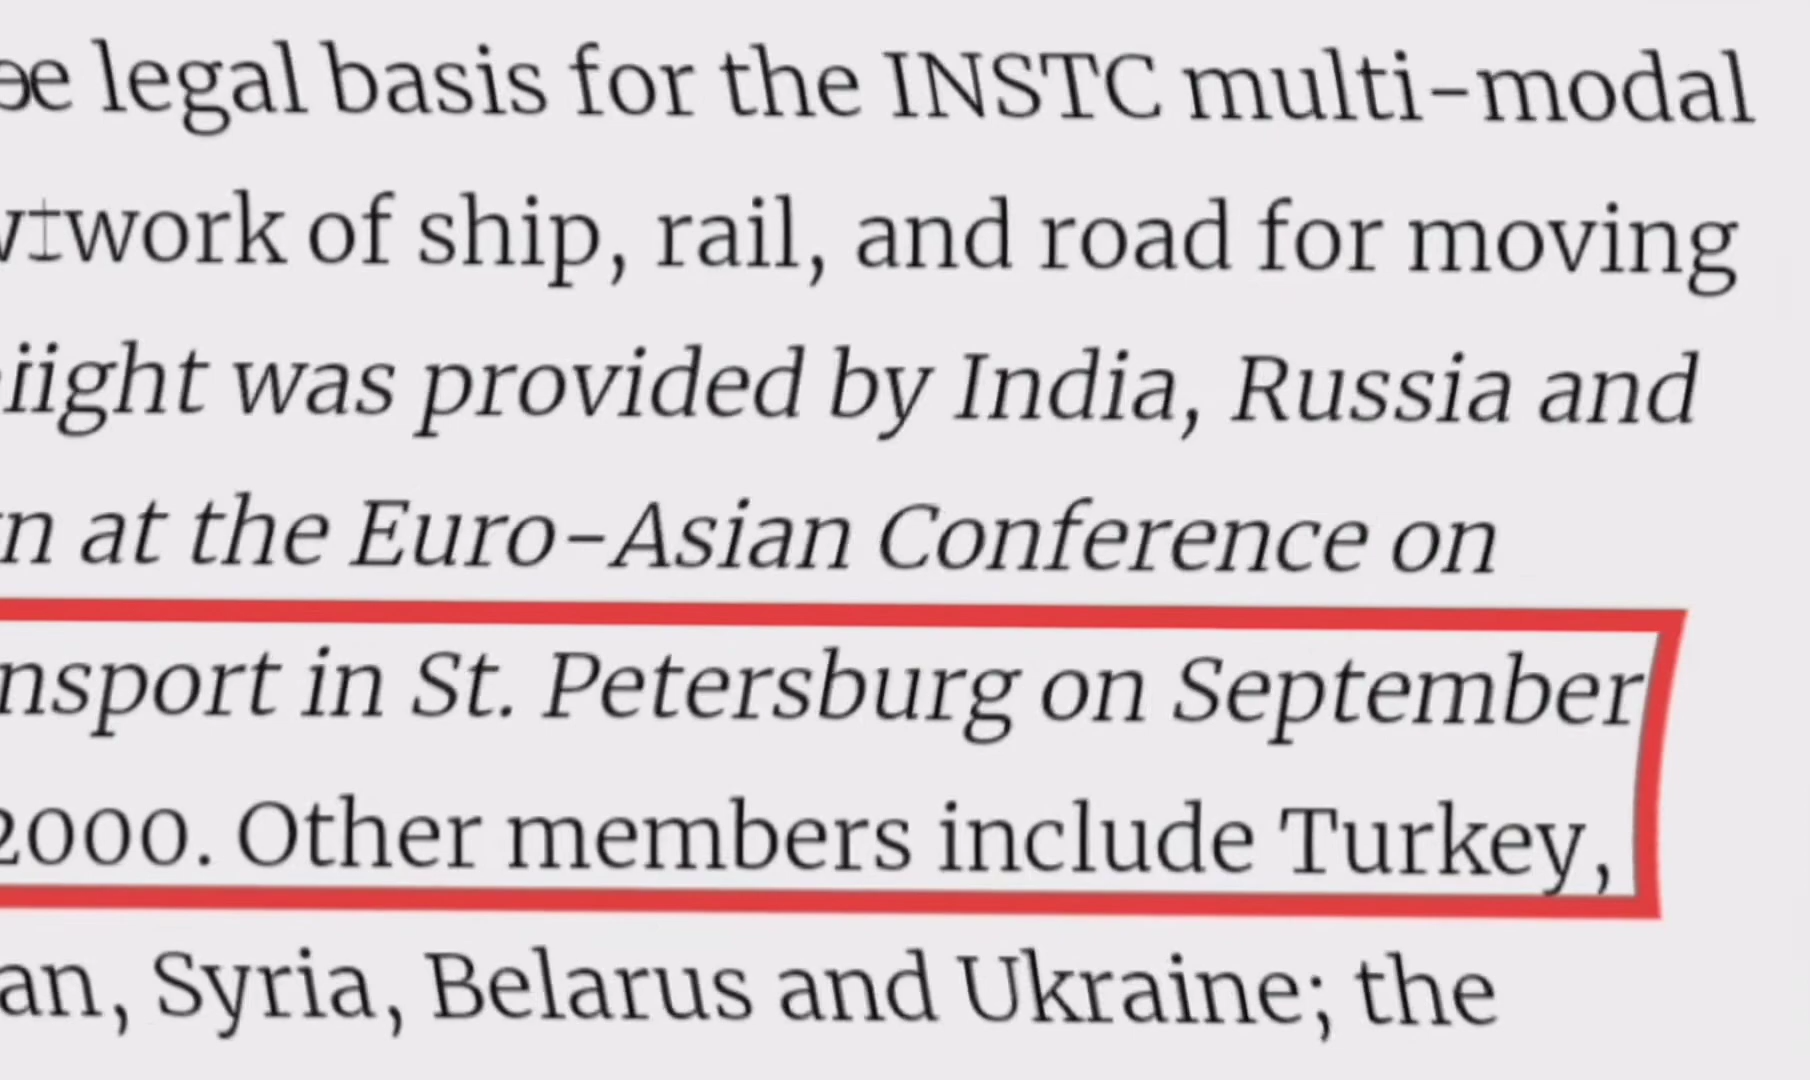 legal basis for the INSTC multi-modal
of ship, rail, and road for moving
was provided by India, Russia and
at the Euro-Asian Conference on
in St. Petersburg on September
2000. Other members include Turkey,
Syria, Belarus and Ukraine; the